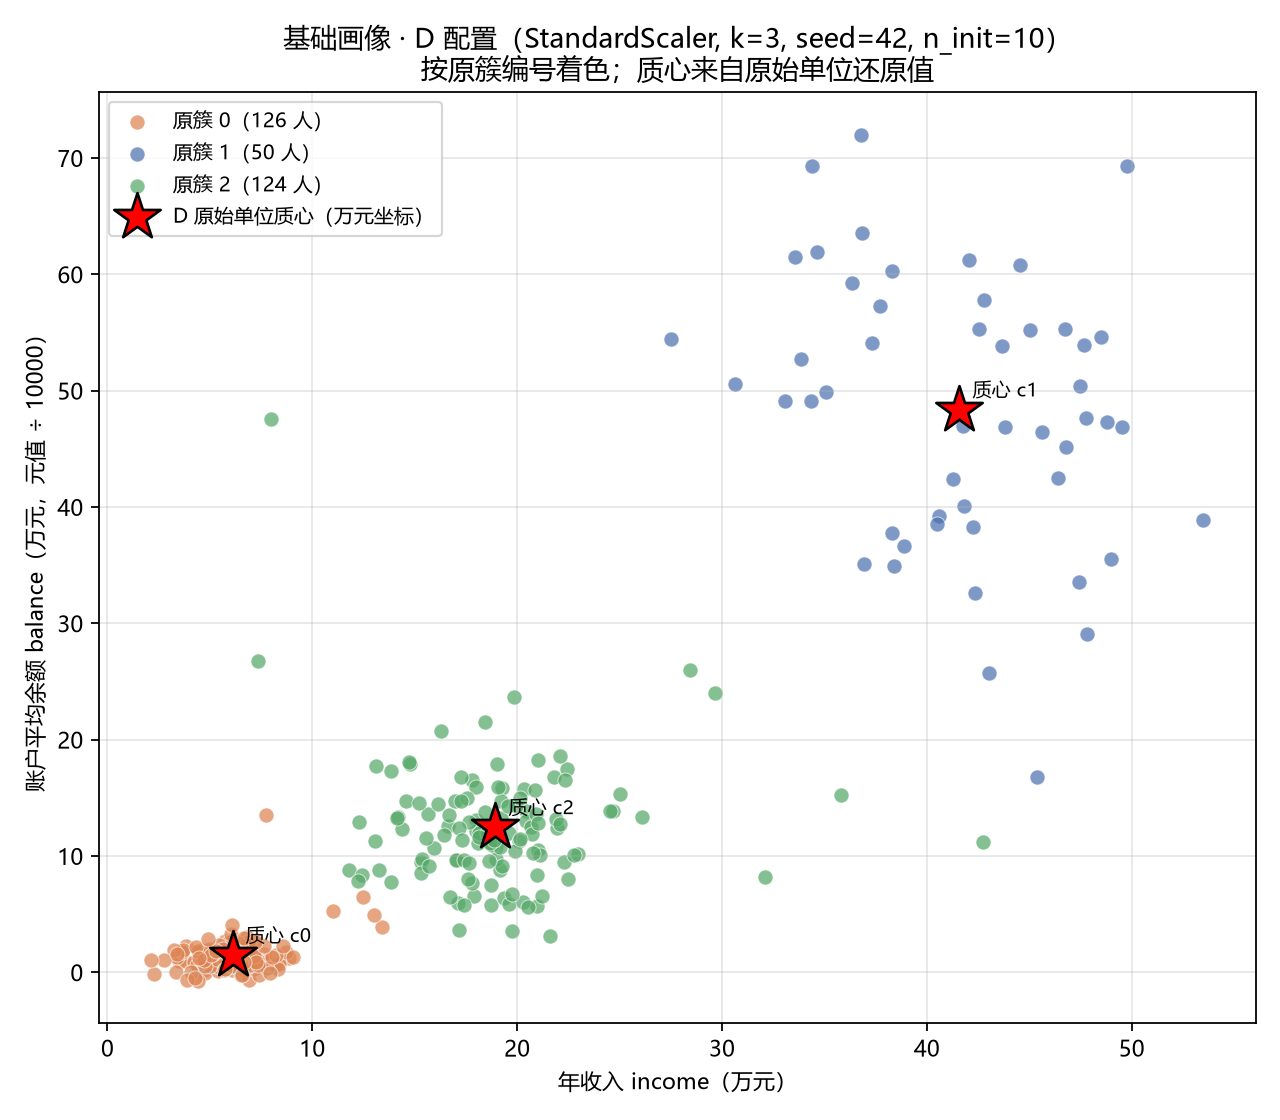 基础画像 · D 配置（StandardScaler, k=3, seed=42, n_init=10）
按原簇编号着色；质心来自原始单位还原值
原簇 0（126 人）
原簇 1（50 人）
原簇 2（124 人）
D 原始单位质心（万元坐标）
账户平均余额 balance（万元，元值 ÷ 10000）
70
60
50
40
30
20
10
0
质心 c1
质心 c2
质心 c0
0 10 20 30 40 50
年收入 income（万元）